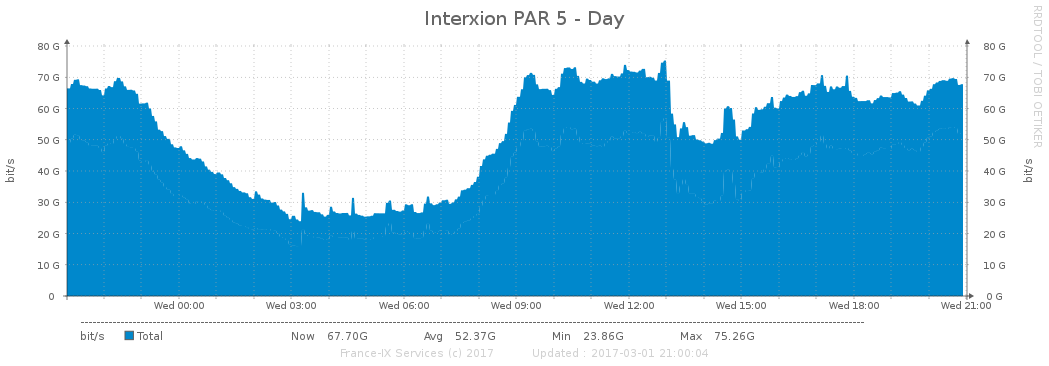 Interxion PAR 5 - Day
RRDTOOL / TOBI OETIKER
80 G 80 G
70 G 70 G
60 G 60 G
50 G 50 G
40 G 40 G
30 G 30 G
20 G 20 G
10 G 10 G
0 0 G
bit/s bit/s
Wed 00:00 Wed 03:00 Wed 06:00 Wed 09:00 Wed 12:00 Wed 15:00 Wed 18:00 Wed 21:00
bit/s Total Now 67.70G Avg 52.37G Min 23.86G Max 75.26G
France-IX Services (c) 2017 Updated : 2017-03-01 21:00:04